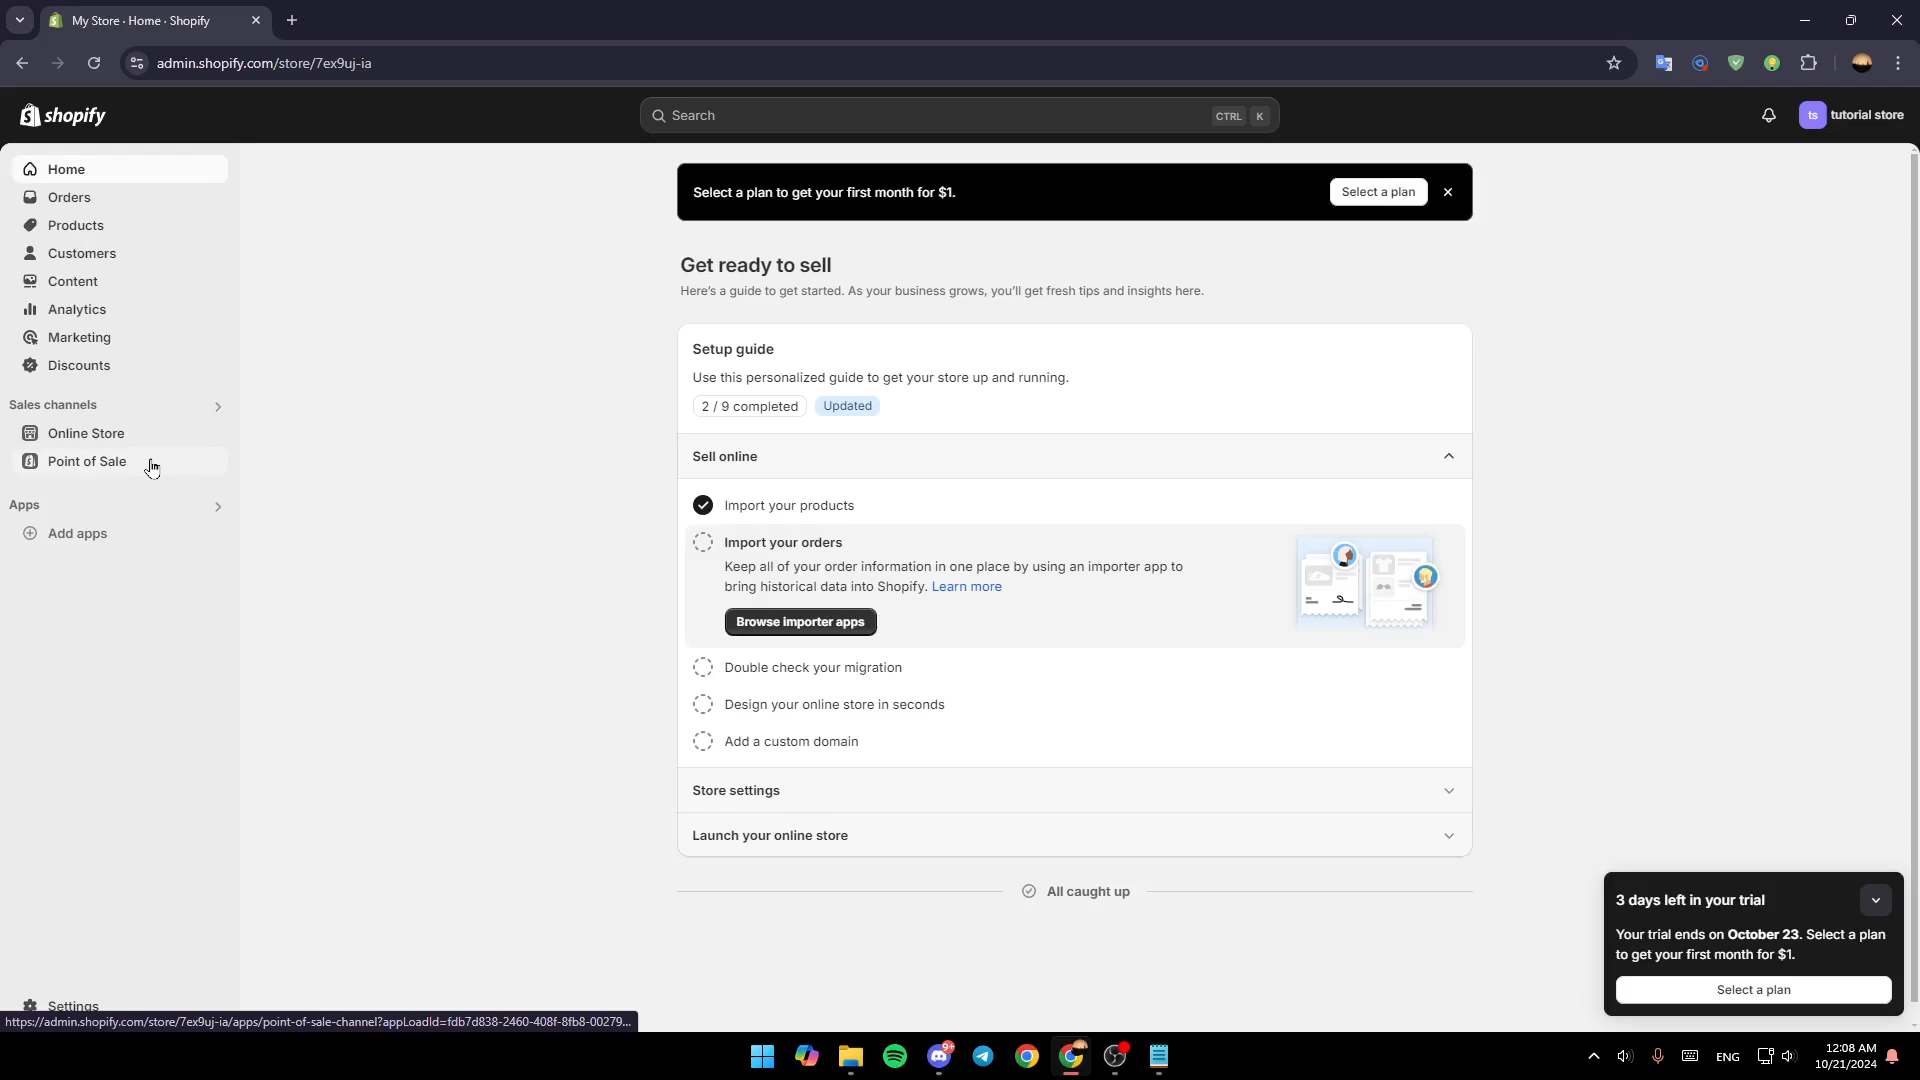 My Store · Home · Shopify
admin.shopify.com/store/7ex9uj-ia
shopify
Search
CTRL K
ts
tutorial store
Home
Orders
Products
Customers
Content
Analytics
Marketing
Discounts
Sales channels
Online Store
Point of Sale
Apps
Add apps
Settings
Select a plan to get your first month for $1.
Select a plan
Get ready to sell
Here's a guide to get started. As your business grows, you'll get fresh tips and insights here.
Setup guide
Use this personalized guide to get your store up and running.
2 / 9 completed
Updated
Sell online
Import your products
Import your orders
Keep all of your order information in one place by using an importer app to
bring historical data into Shopify. Learn more
Browse importer apps
Double check your migration
Design your online store in seconds
Add a custom domain
Store settings
Launch your online store
All caught up
3 days left in your trial
Your trial ends on October 23. Select a plan
to get your first month for $1.
Select a plan
https://admin.shopify.com/store/7ex9uj-ia/apps/point-of-sale-channel?appLoadId=fdb7d838-2460-408f-8fb8-00279...
9+
ENG
12:08 AM
10/21/2024